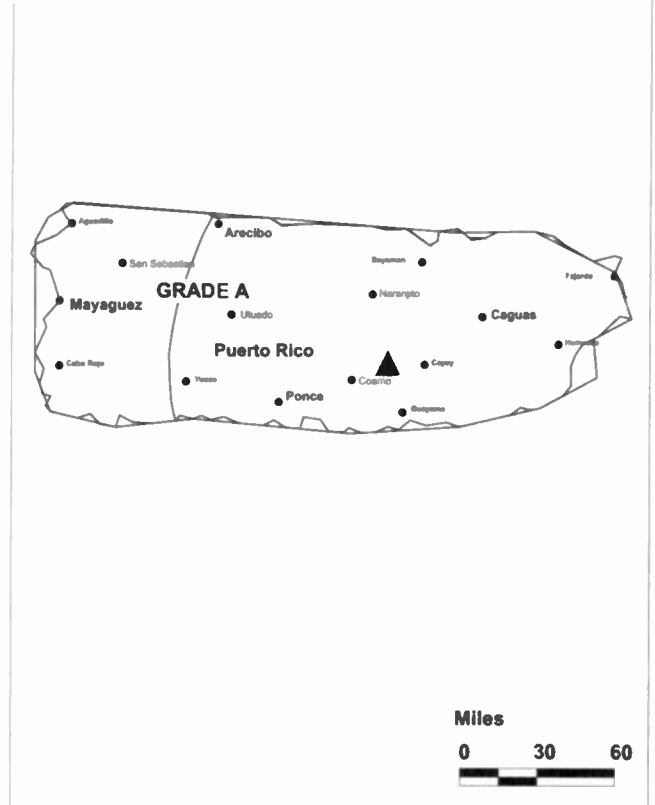 Aguadilla
Arecibo
Bayamon
San Sebastian
Fajardo
GRADE A
Naranjito
Mayaguez
Utuado
Caguas
Humacao
Puerto Rico
Cabo Rojo
Cayey
Coamo
Yauco
Ponce
Guayama
Miles
0 30 60